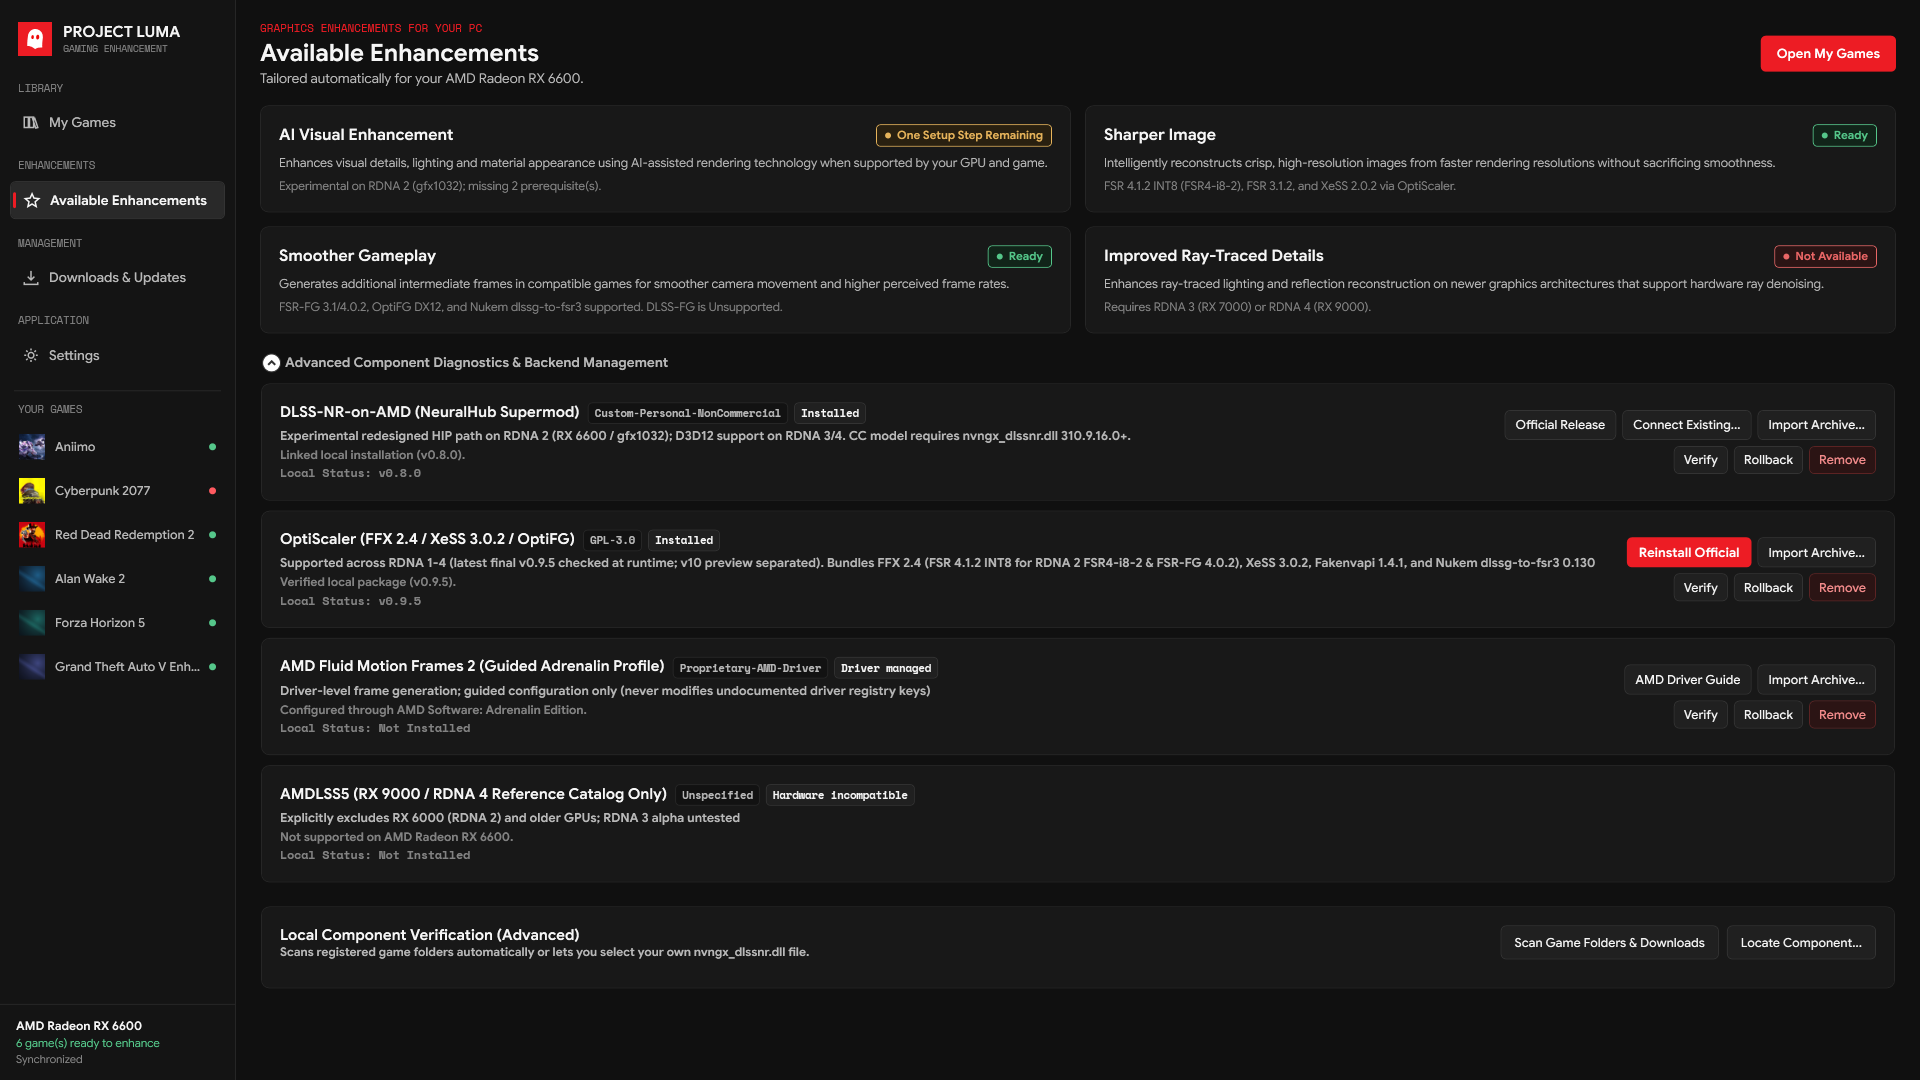 PROJECT LUMA
GAMING ENHANCEMENT
LIBRARY
My Games
ENHANCEMENTS
Available Enhancements
MANAGEMENT
Downloads & Updates
APPLICATION
Settings
YOUR GAMES
Aniimo
Cyberpunk 2077
Red Dead Redemption 2
Alan Wake 2
Forza Horizon 5
Grand Theft Auto V Enh...
AMD Radeon RX 6600
6 game(s) ready to enhance
Synchronized
GRAPHICS ENHANCEMENTS FOR YOUR PC
Available Enhancements
Tailored automatically for your AMD Radeon RX 6600.
Open My Games
AI Visual Enhancement
One Setup Step Remaining
Enhances visual details, lighting and material appearance using AI-assisted rendering technology when supported by your GPU and game.
Experimental on RDNA 2 (gfx1032); missing 2 prerequisite(s).
Sharper Image
Ready
Intelligently reconstructs crisp, high-resolution images from faster rendering resolutions without sacrificing smoothness.
FSR 4.1.2 INT8 (FSR4-i8-2), FSR 3.1.2, and XeSS 2.0.2 via OptiScaler.
Smoother Gameplay
Ready
Generates additional intermediate frames in compatible games for smoother camera movement and higher perceived frame rates.
FSR-FG 3.1/4.0.2, OptiFG DX12, and Nukem dlssg-to-fsr3 supported. DLSS-FG is Unsupported.
Improved Ray-Traced Details
Not Available
Enhances ray-traced lighting and reflection reconstruction on newer graphics architectures that support hardware ray denoising.
Requires RDNA 3 (RX 7000) or RDNA 4 (RX 9000).
Advanced Component Diagnostics & Backend Management
DLSS-NR-on-AMD (NeuralHub Supermod) Custom-Personal-NonCommercial Installed
Experimental redesigned HIP path on RDNA 2 (RX 6600 / gfx1032); D3D12 support on RDNA 3/4. CC model requires nvngx_dlssnr.dll 310.9.16.0+.
Linked local installation (v0.8.0).
Local Status: v0.8.0
Official Release Connect Existing... Import Archive...
Verify Rollback Remove
OptiScaler (FFX 2.4 / XeSS 3.0.2 / OptiFG) GPL-3.0 Installed
Supported across RDNA 1-4 (latest final v0.9.5 checked at runtime; v10 preview separated). Bundles FFX 2.4 (FSR 4.1.2 INT8 for RDNA 2 FSR4-i8-2 & FSR-FG 4.0.2), XeSS 3.0.2, Fakenvapi 1.4.1, and Nukem dlssg-to-fsr3 0.130
Verified local package (v0.9.5).
Local Status: v0.9.5
Reinstall Official Import Archive...
Verify Rollback Remove
AMD Fluid Motion Frames 2 (Guided Adrenalin Profile) Proprietary-AMD-Driver Driver managed
Driver-level frame generation; guided configuration only (never modifies undocumented driver registry keys)
Configured through AMD Software: Adrenalin Edition.
Local Status: Not Installed
AMD Driver Guide Import Archive...
Verify Rollback Remove
AMDLSS5 (RX 9000 / RDNA 4 Reference Catalog Only) Unspecified Hardware incompatible
Explicitly excludes RX 6000 (RDNA 2) and older GPUs; RDNA 3 alpha untested
Not supported on AMD Radeon RX 6600.
Local Status: Not Installed
Local Component Verification (Advanced)
Scans registered game folders automatically or lets you select your own nvngx_dlssnr.dll file.
Scan Game Folders & Downloads Locate Component...